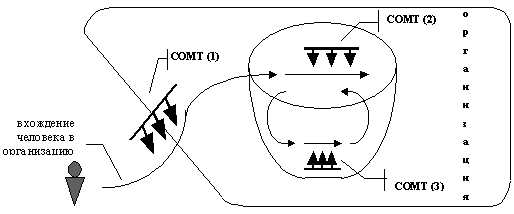 СОМТ (1)
СОМТ (2)
СОМТ (3)
вхождение
человека в
организацию
о
р
г
а
н
и
з
а
ц
и
я